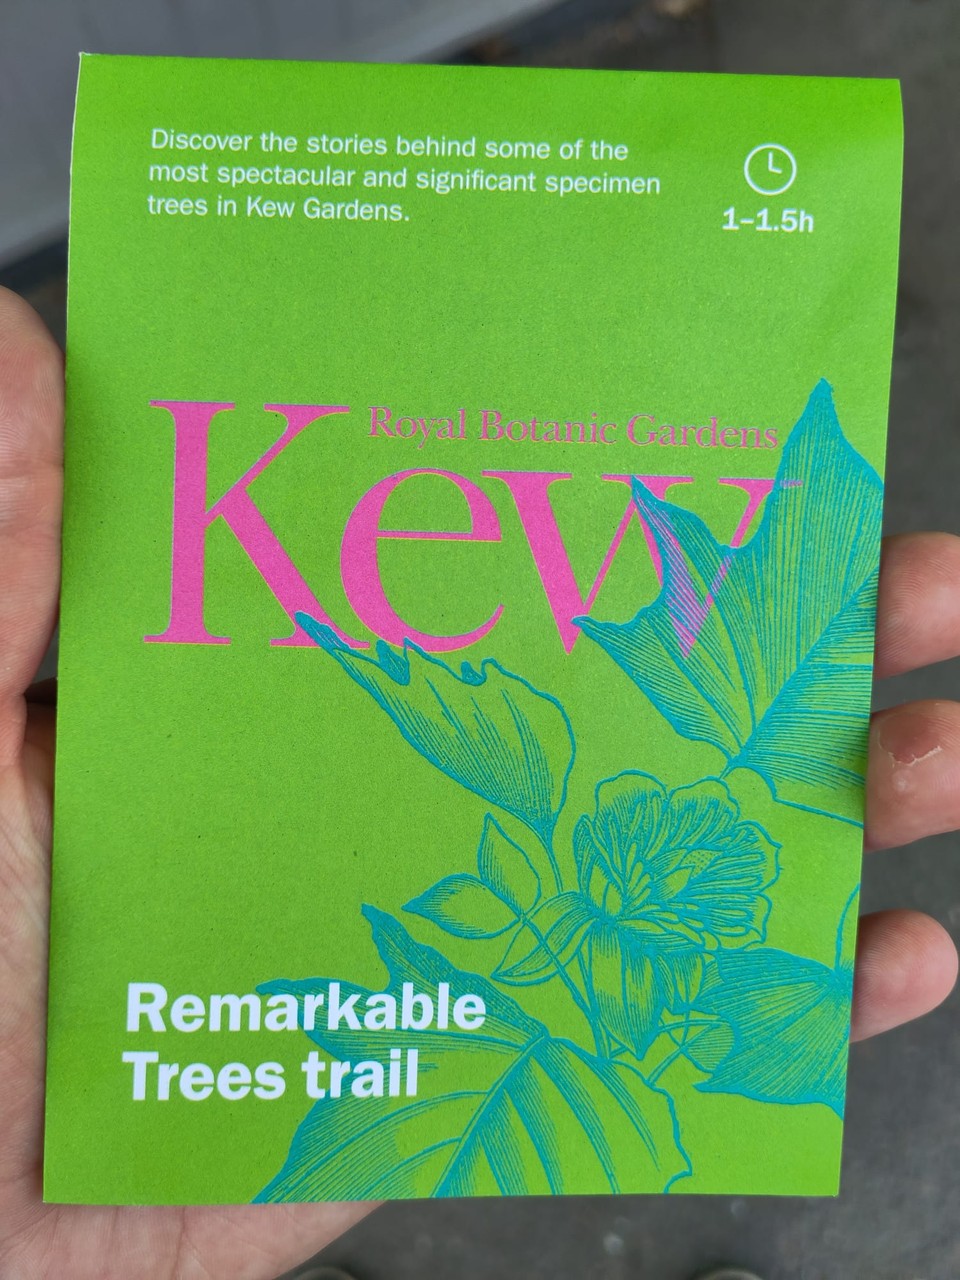 Discover the stories behind some of the
most spectacular and significant specimen
trees in Kew Gardens.
1–1.5h
Royal Botanic Gardens
Kew
Remarkable
Trees trail